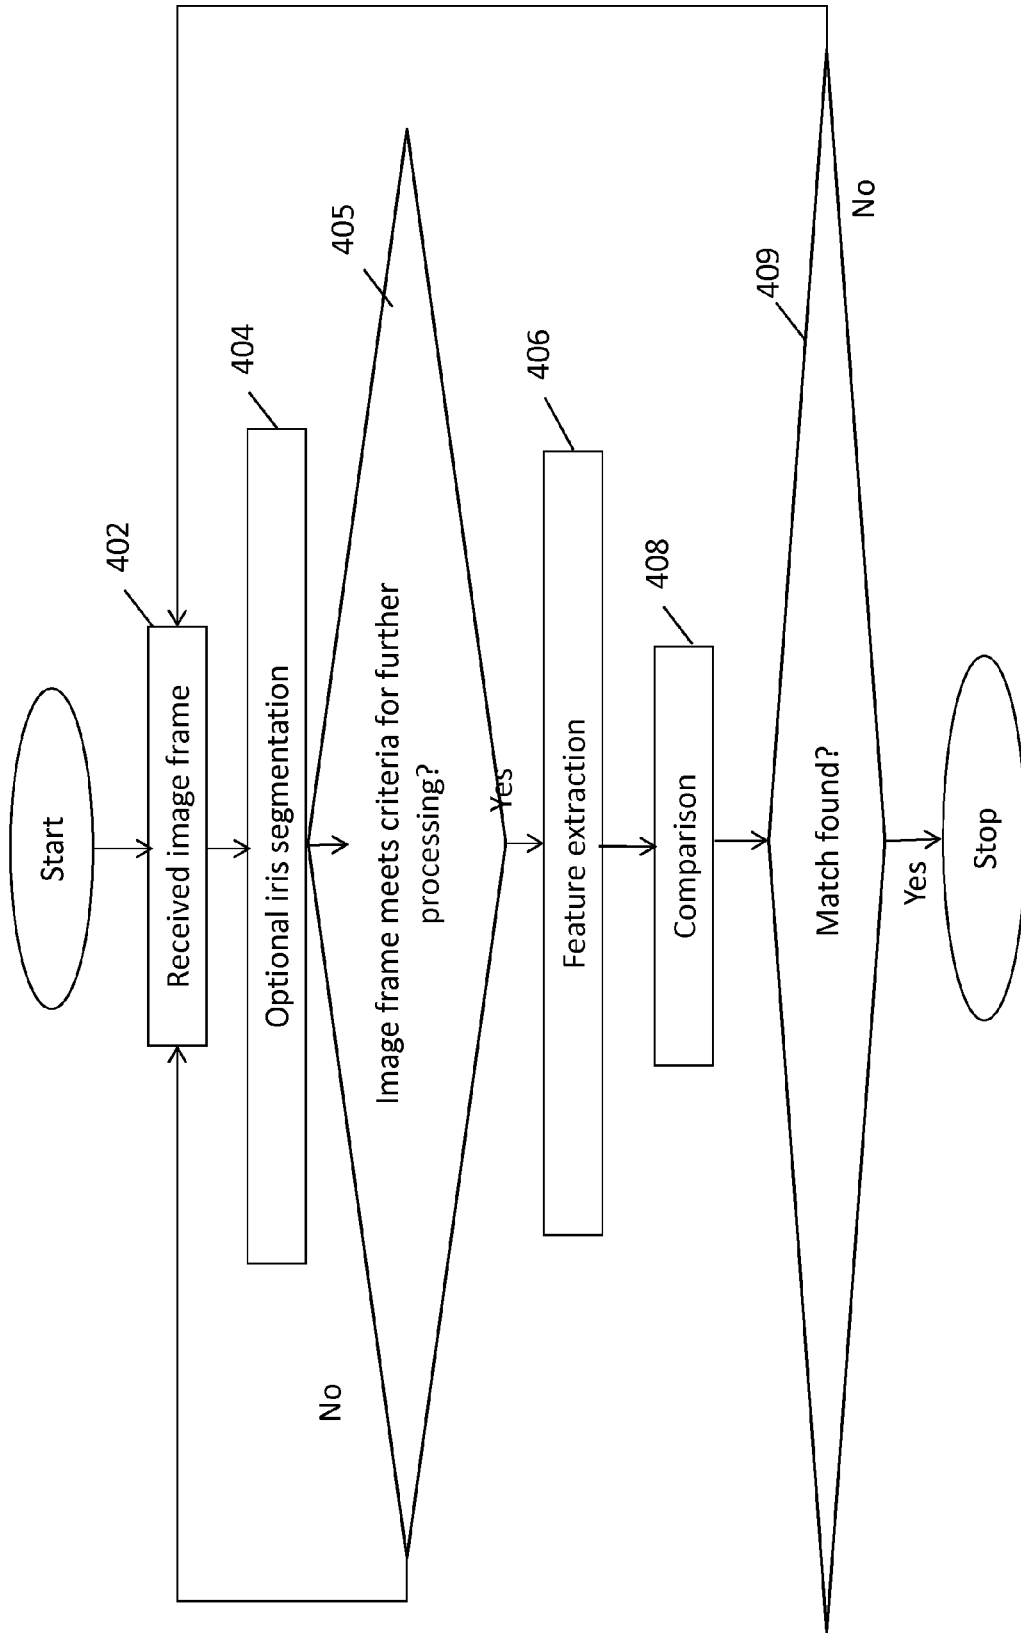 Start
402
Received image frame
404
Optional iris segmentation
405
Image frame meets criteria for further
processing?
No
Yes
406
Feature extraction
408
Comparison
409
Match found?
No
Yes
Stop